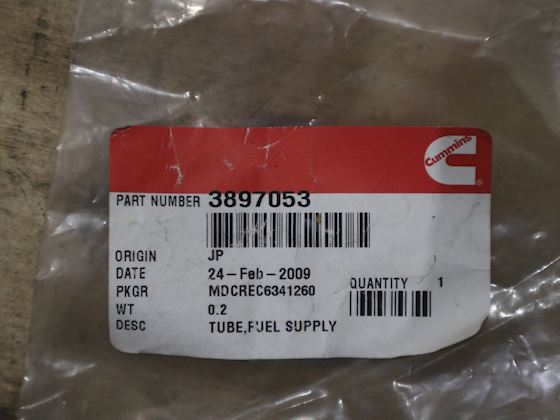 Cummins
PART NUMBER 3897053
ORIGIN JP
DATE 24-Feb-2009
PKGR MDCREC6341260
QUANTITY 1
WT 0.2
DESC TUBE,FUEL SUPPLY